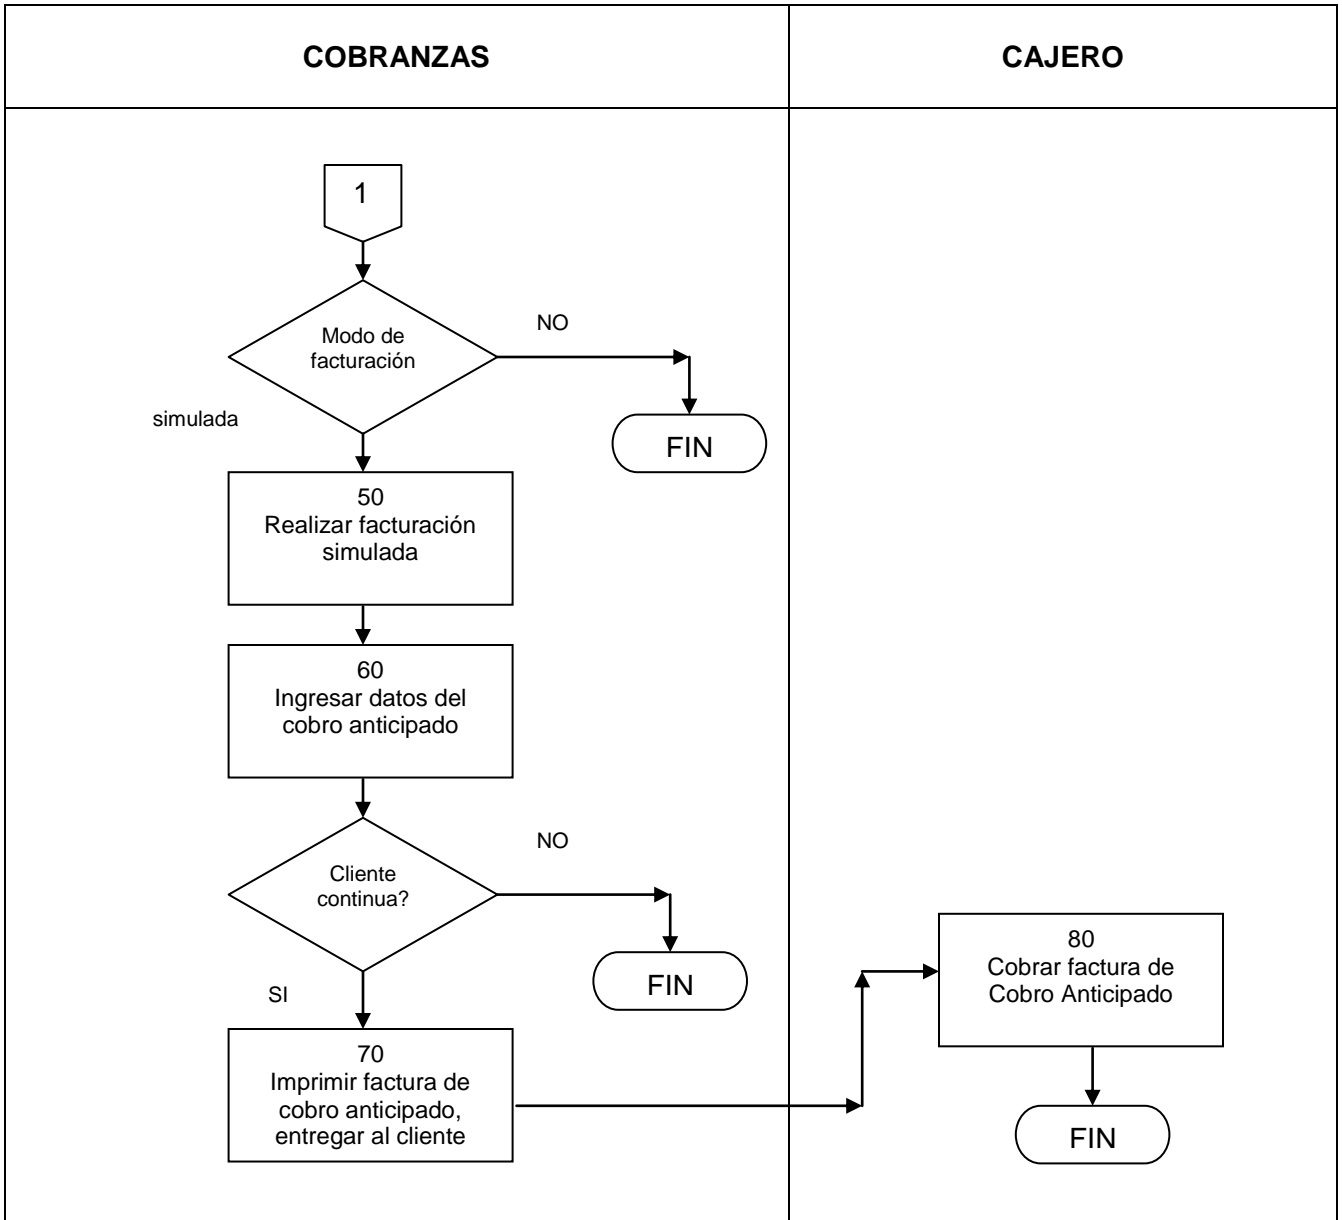 COBRANZAS
CAJERO
1
Modo de
facturación
NO
simulada
FIN
50
Realizar facturación
simulada
60
Ingresar datos del
cobro anticipado
Cliente
continua?
NO
FIN
SI
70
Imprimir factura de
cobro anticipado,
entregar al cliente
80
Cobrar factura de
Cobro Anticipado
FIN